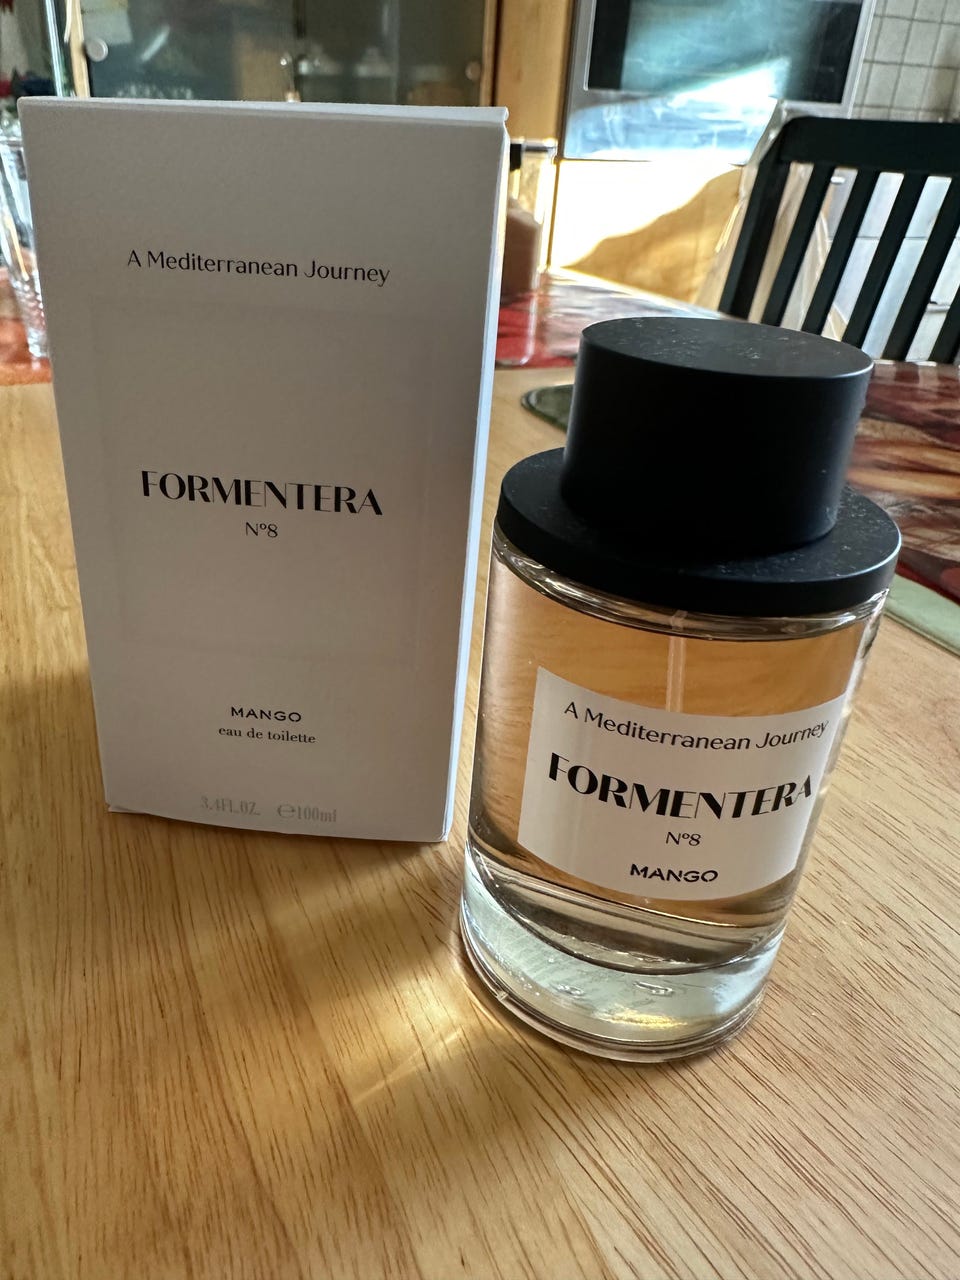 A Mediterranean Journey
FORMENTERA
Nº8
MANGO
eau de toilette
3.4FL.OZ. ℮100ml
A Mediterranean Journey
FORMENTERA
Nº8
MANGO